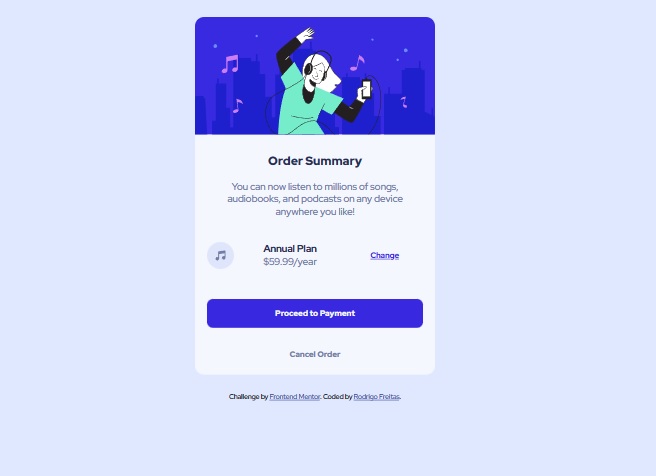 Order Summary
You can now listen to millions of songs,
audiobooks, and podcasts on any device
anywhere you like!
Annual Plan
$59.99/year
Change
Proceed to Payment
Cancel Order
Challenge by Frontend Mentor. Coded by Rodrigo Freitas.